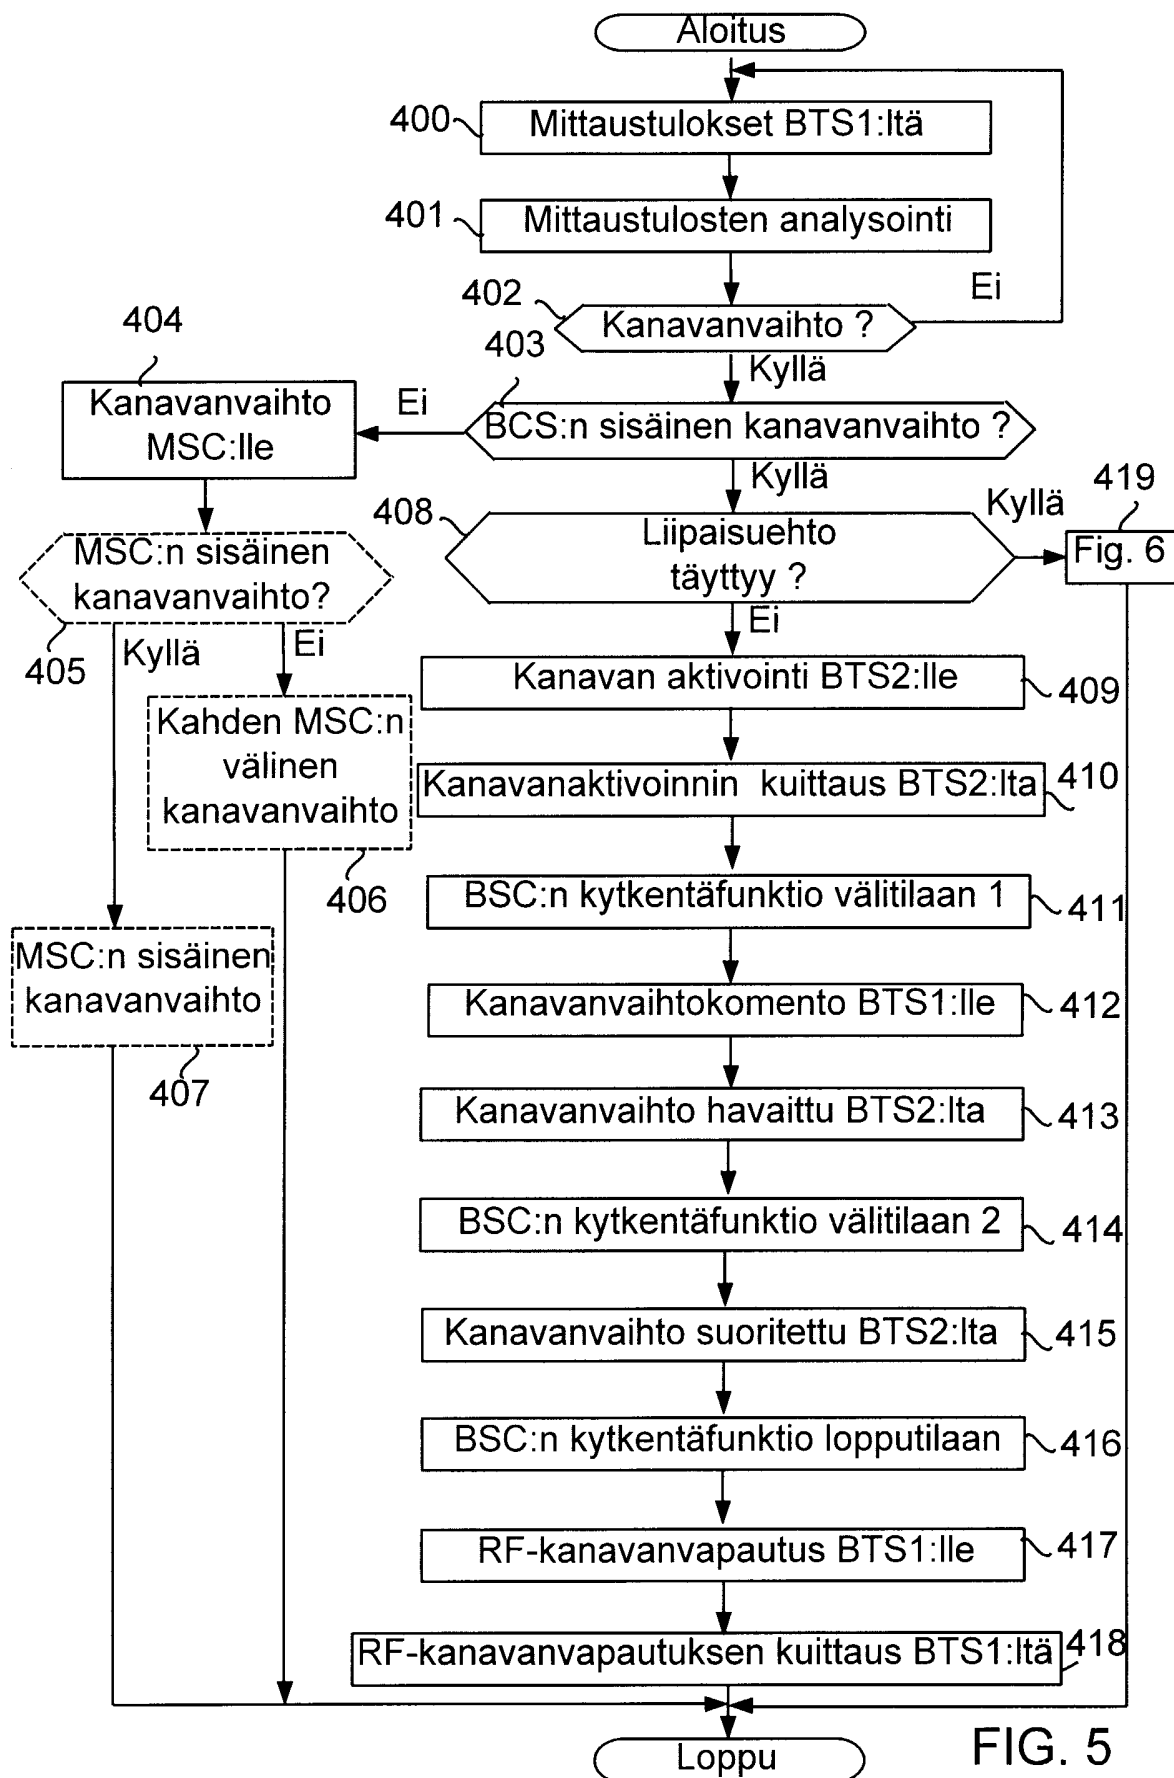 Aloitus
400
Mittaustulokset BTS1:ltä
401
Mittaustulosten analysointi
402
Kanavanvaihto ?
Ei
Kyllä
403
BCS:n sisäinen kanavanvaihto ?
Ei
404
Kanavanvaihto
MSC:lle
Kyllä
408
Liipaisuehto
täyttyy ?
Kyllä
419
Fig. 6
MSC:n sisäinen
kanavanvaihto?
405
Kyllä
Ei
Ei
Kanavan aktivointi BTS2:lle
409
Kahden MSC:n
välinen
kanavanvaihto
406
Kanavanaktivoinnin kuittaus BTS2:lta
410
BSC:n kytkentäfunktio välitilaan 1
411
MSC:n sisäinen
kanavanvaihto
407
Kanavanvaihtokomento BTS1:lle
412
Kanavanvaihto havaittu BTS2:lta
413
BSC:n kytkentäfunktio välitilaan 2
414
Kanavanvaihto suoritettu BTS2:lta
415
BSC:n kytkentäfunktio lopputilaan
416
RF-kanavanvapautus BTS1:lle
417
RF-kanavanvapautuksen kuittaus BTS1:ltä
418
Loppu
FIG. 5